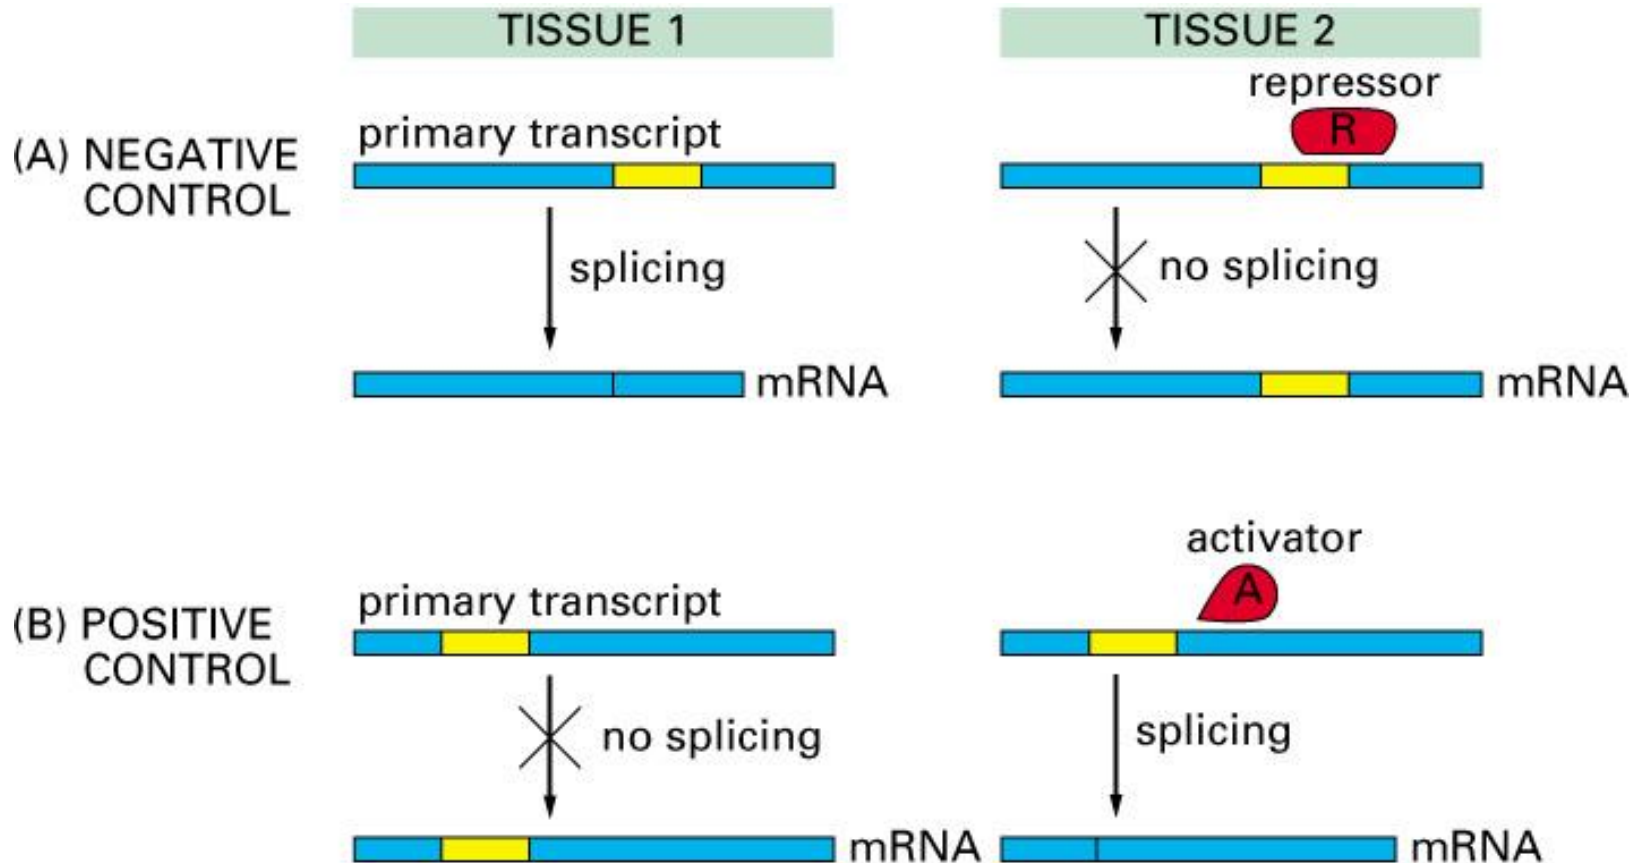 TISSUE 1
TISSUE 2
(A) NEGATIVE
CONTROL
primary transcript
repressor
R
splicing
no splicing
mRNA
mRNA
(B) POSITIVE
CONTROL
primary transcript
activator
A
no splicing
splicing
mRNA
mRNA